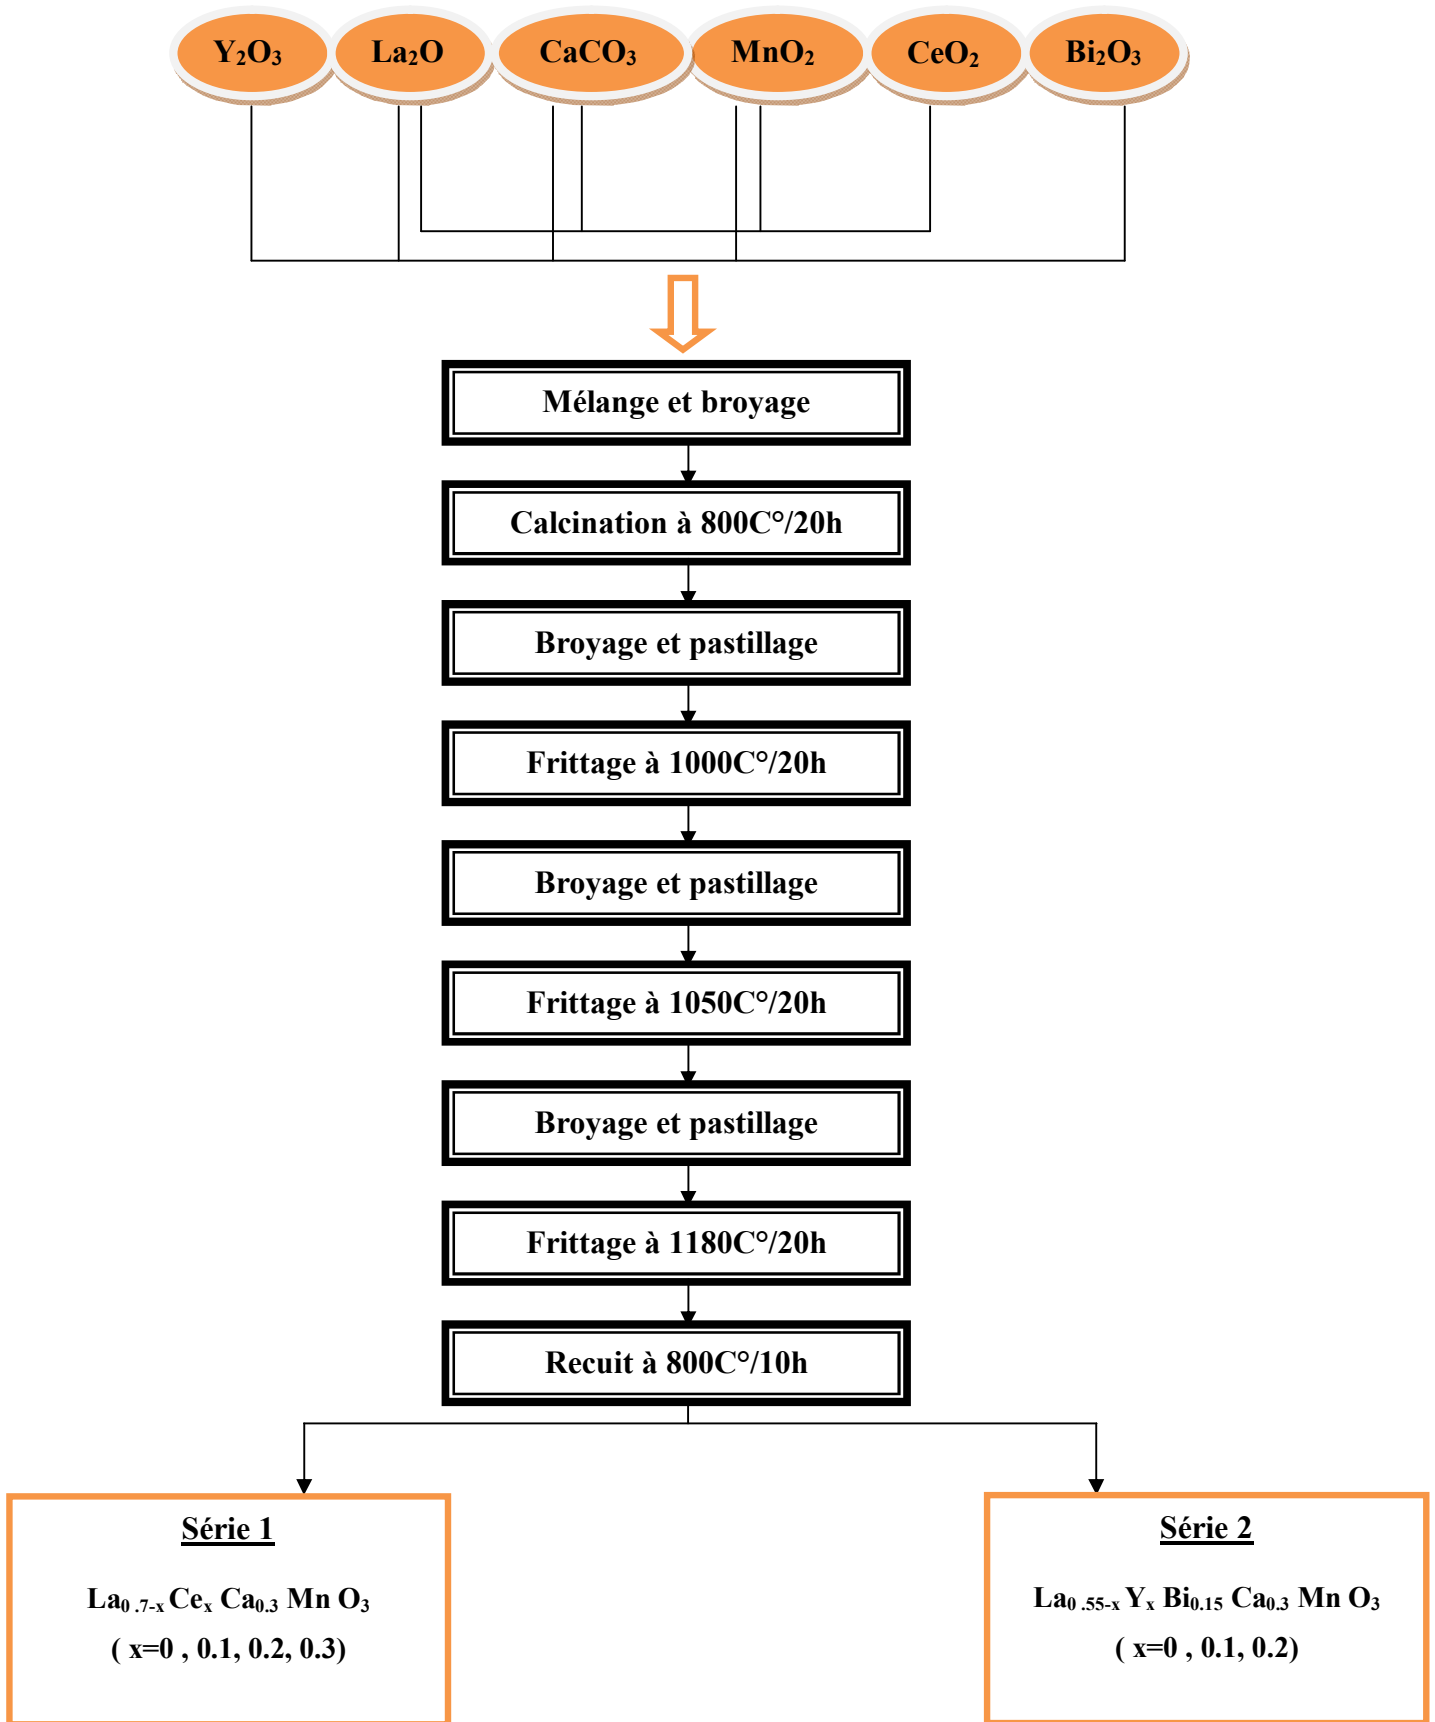 Y₂O₃ La₂O CaCO₃ MnO₂ CeO₂ Bi₂O₃
Mélange et broyage
Calcination à 800C°/20h
Broyage et pastillage
Frittage à 1000C°/20h
Broyage et pastillage
Frittage à 1050C°/20h
Broyage et pastillage
Frittage à 1180C°/20h
Recuit à 800C°/10h
Série 1
La₀ .₇₋ₓ Ceₓ Ca₀.₃ Mn O₃
( x=0 , 0.1, 0.2, 0.3)
Série 2
La₀ .₅₅₋ₓ Yₓ Bi₀.₁₅ Ca₀.₃ Mn O₃
( x=0 , 0.1, 0.2)